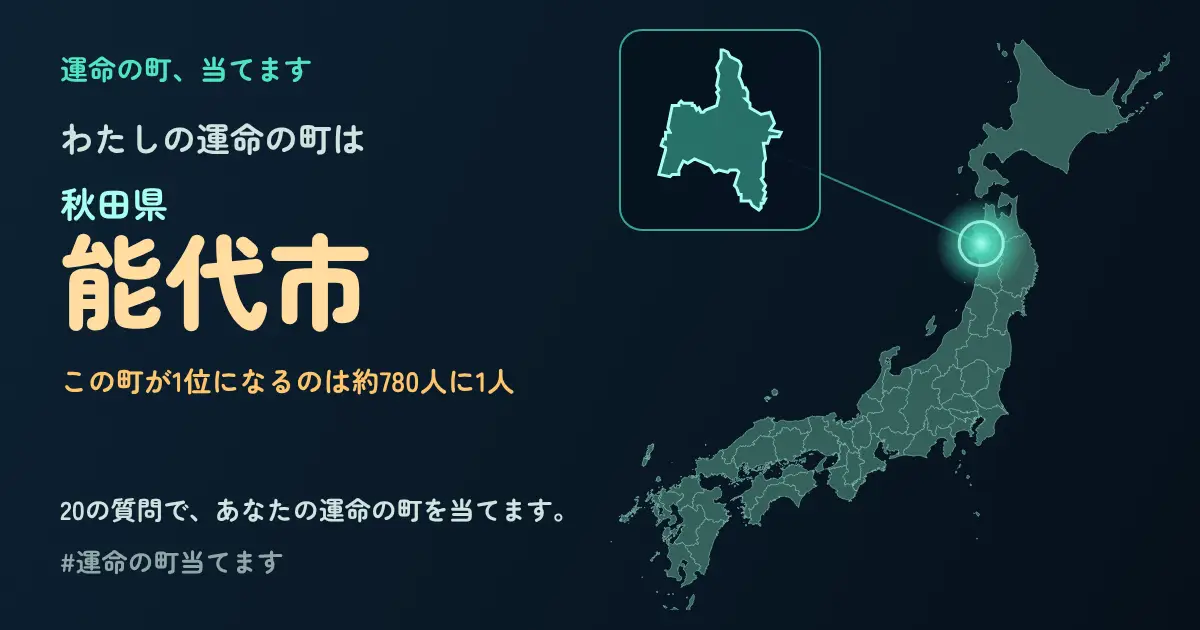 運命の町、当てます
わたしの運命の町は
秋田県
能代市
この町が1位になるのは約780人に1人
20の質問で、あなたの運命の町を当てます。
#運命の町当てます